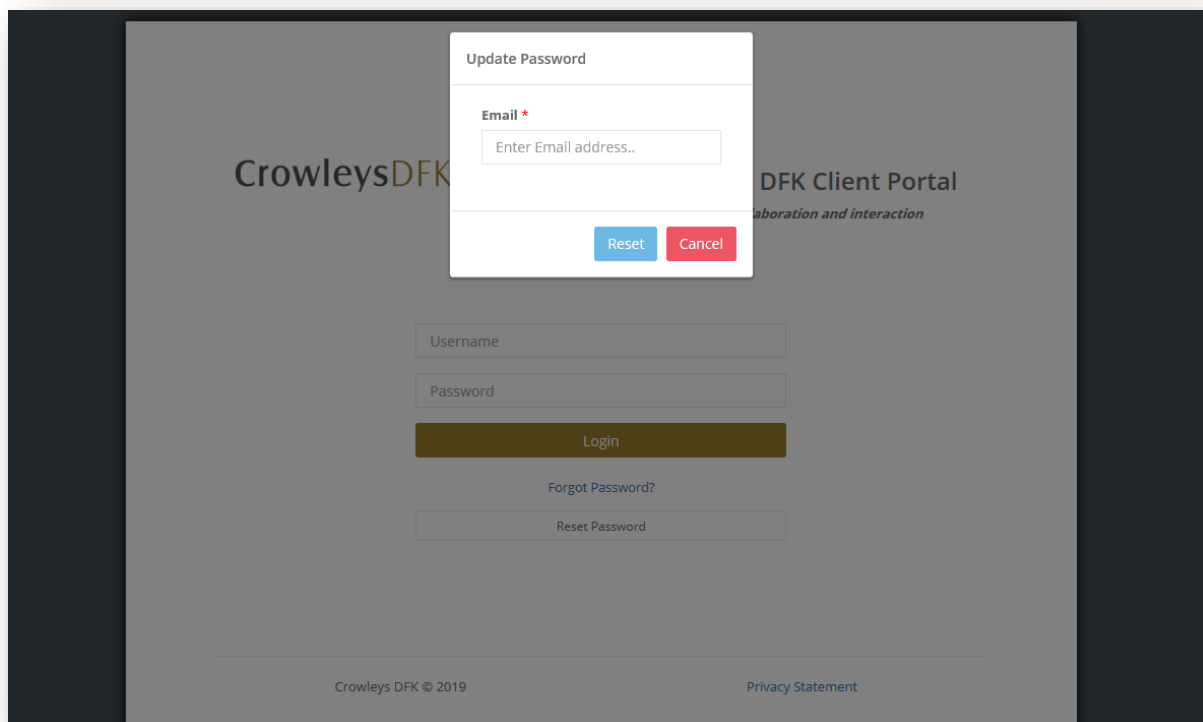 Update Password
Email *
Enter Email address..
CrowleysDFK
DFK Client Portal
and interaction
Reset
Cancel
Username
Password
Login
Forgot Password?
Reset Password
Crowleys DFK © 2019
Privacy Statement